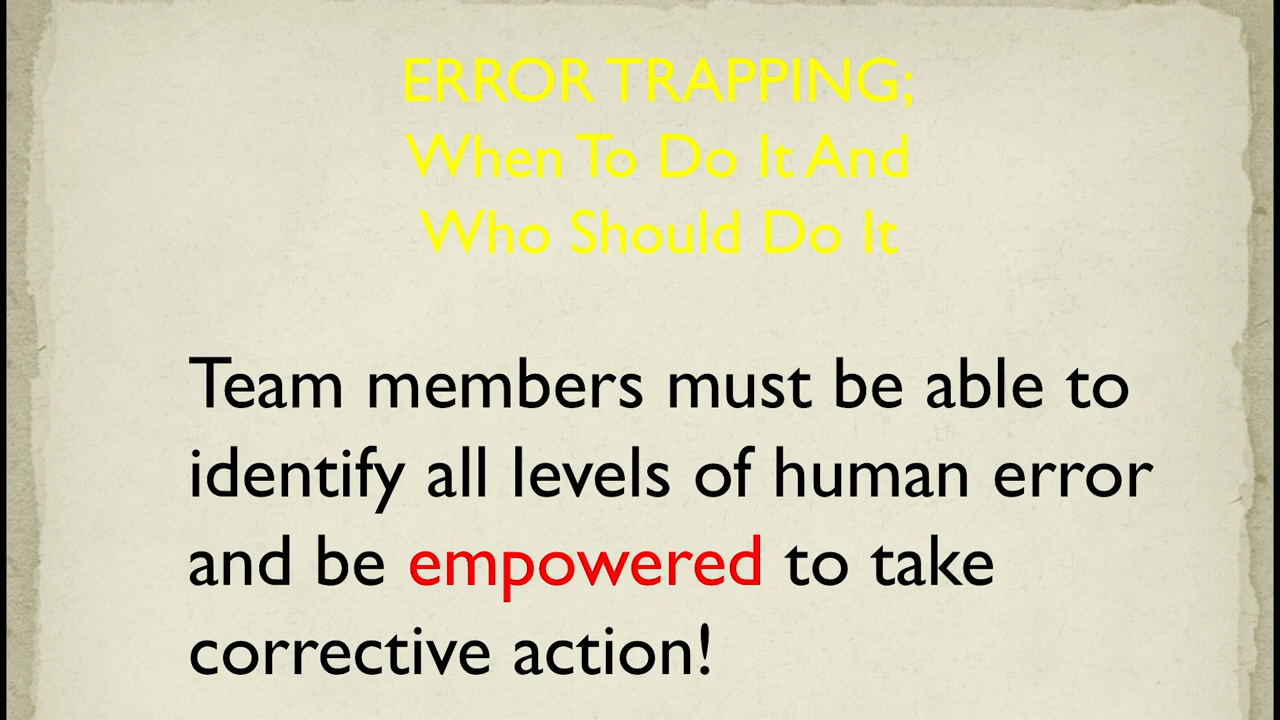 ERROR TRAPPING;
When To Do It And
Who Should Do It
Team members must be able to
identify all levels of human error
and be empowered to take
corrective action!